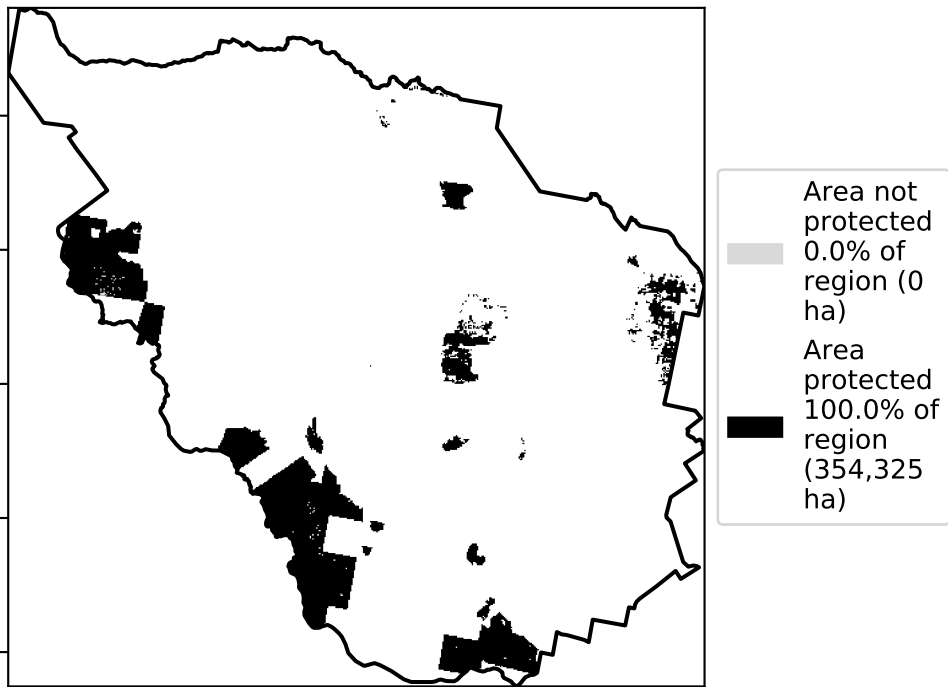 Area not
protected
0.0% of
region (0
ha)
Area
protected
100.0% of
region
(354,325
ha)